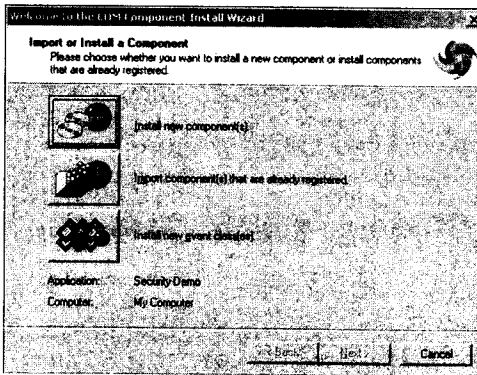 Welcome to the COM Component Install Wizard
Import or Install a Component
Please choose whether you want to install a new component or install components
that are already registered.
Install new component(s)
Import component(s) that are already registered.
Install new event class(es)
Application: Security Demo
Computer: My Computer
< Back
Next >
Cancel